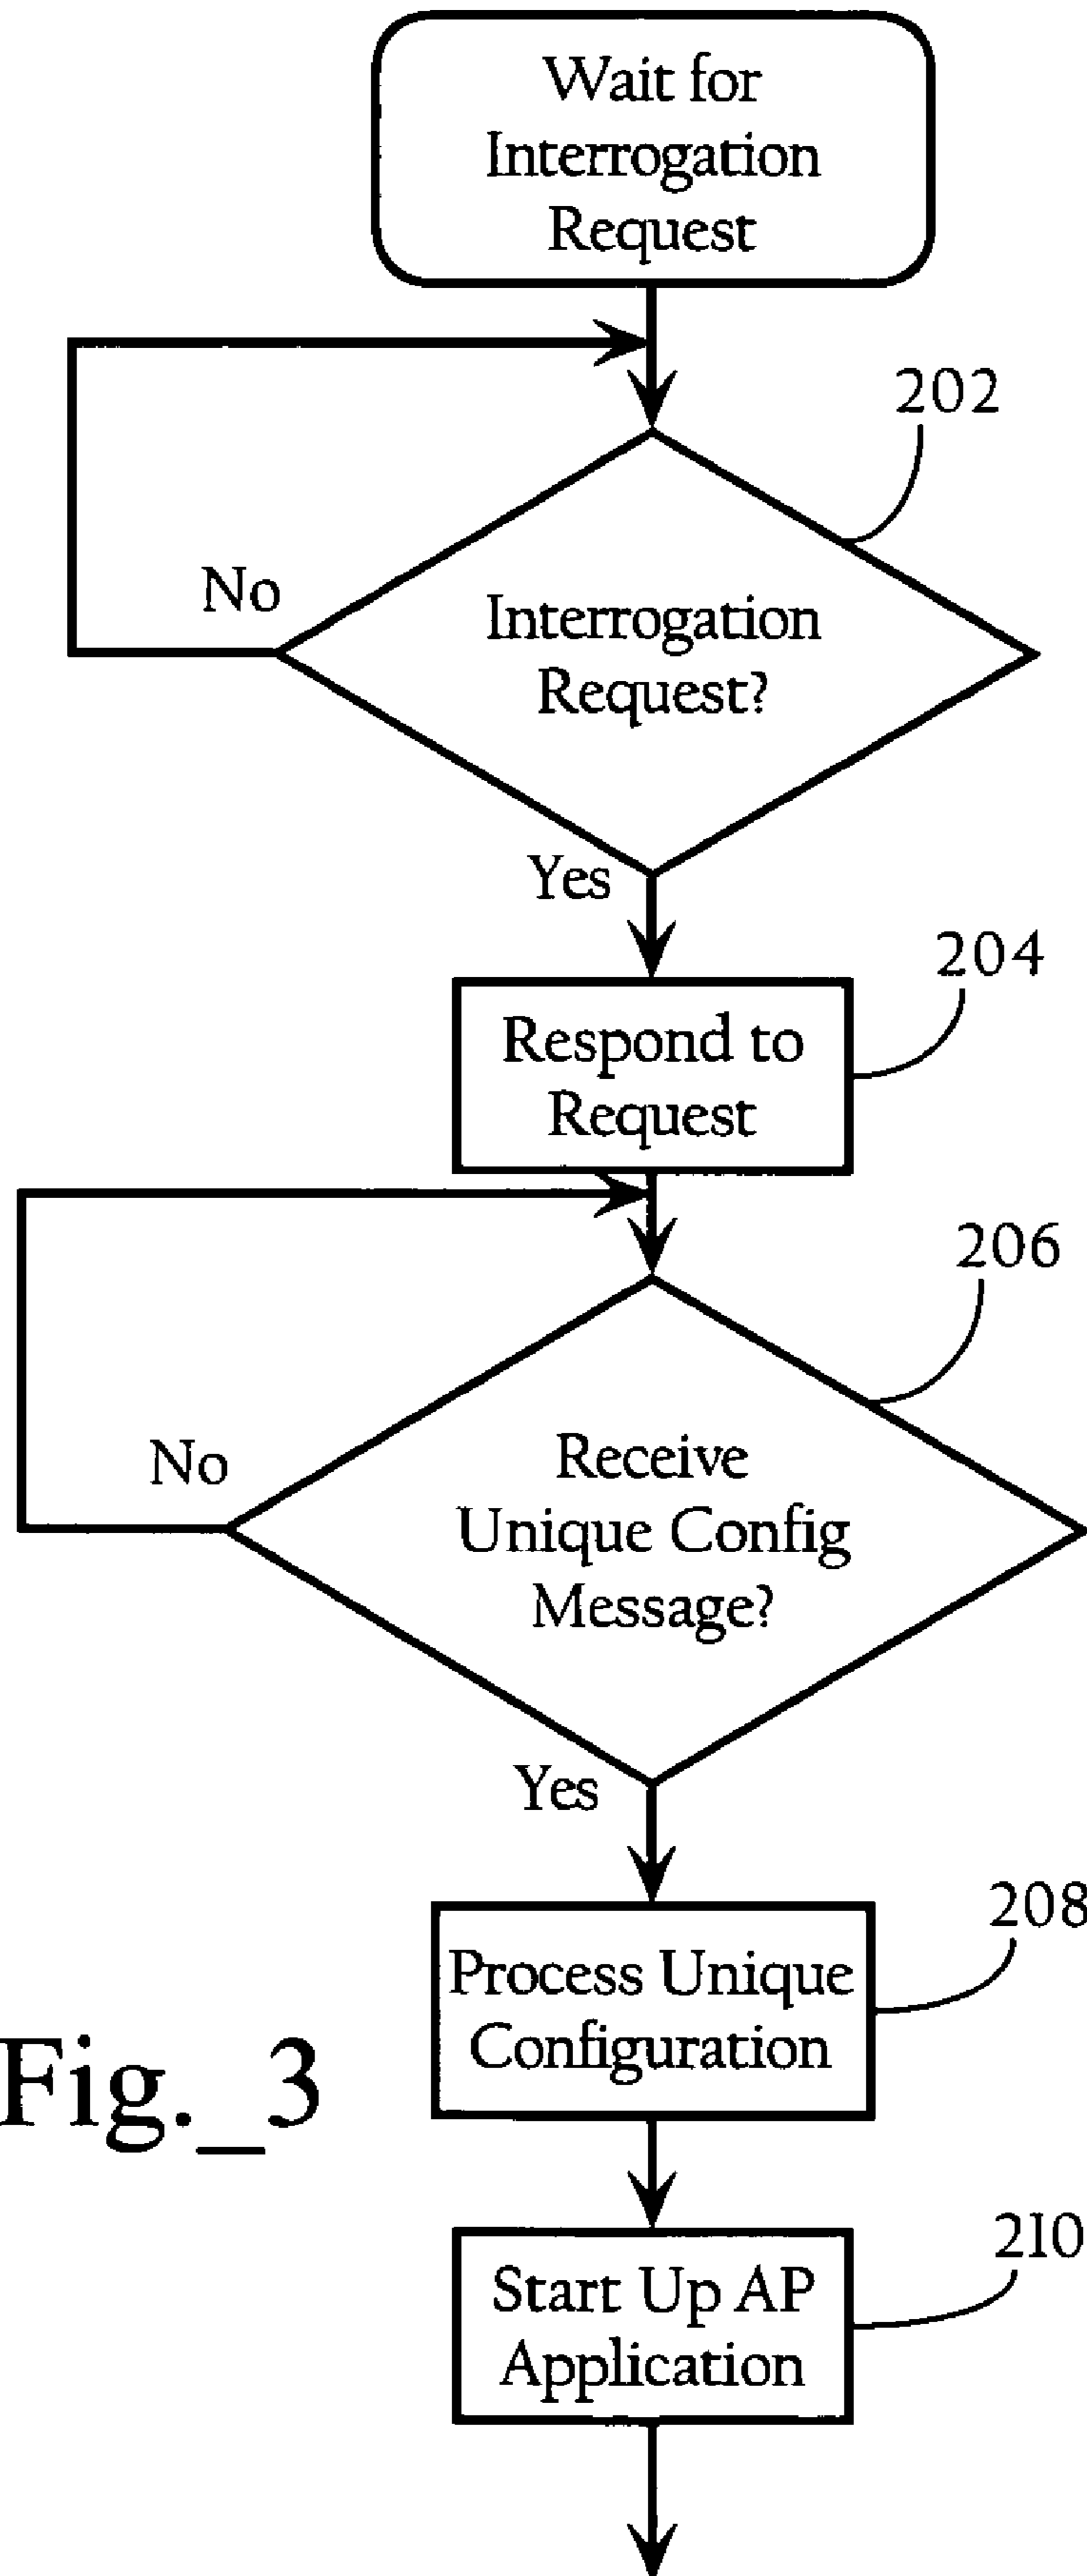 Wait for
Interrogation
Request
202
No
Interrogation
Request?
Yes
204
Respond to
Request
206
No
Receive
Unique Config
Message?
Yes
208
Process Unique
Configuration
Fig._3
210
Start Up AP
Application